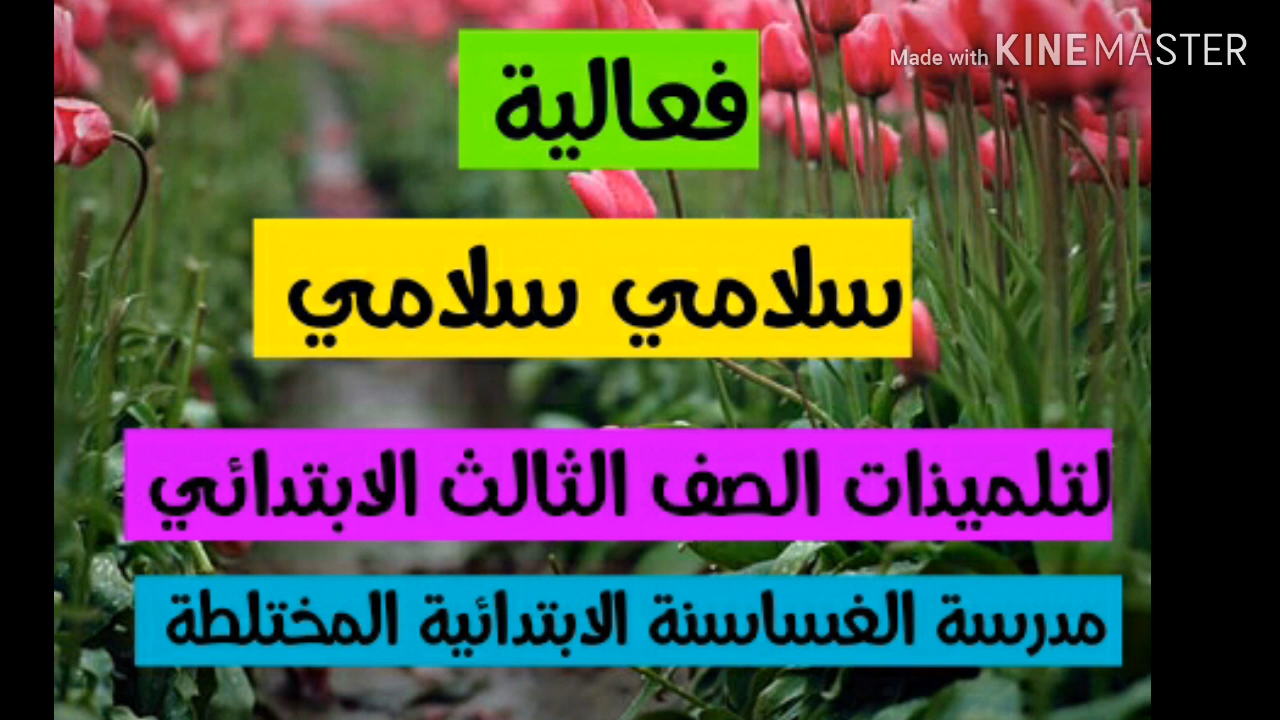 Made with KINEMASTER
فعالية
سلامي سلامي
لتلميذات الصف الثالث الابتدائي
مدرسة الغساسنة الابتدائية المختلطة